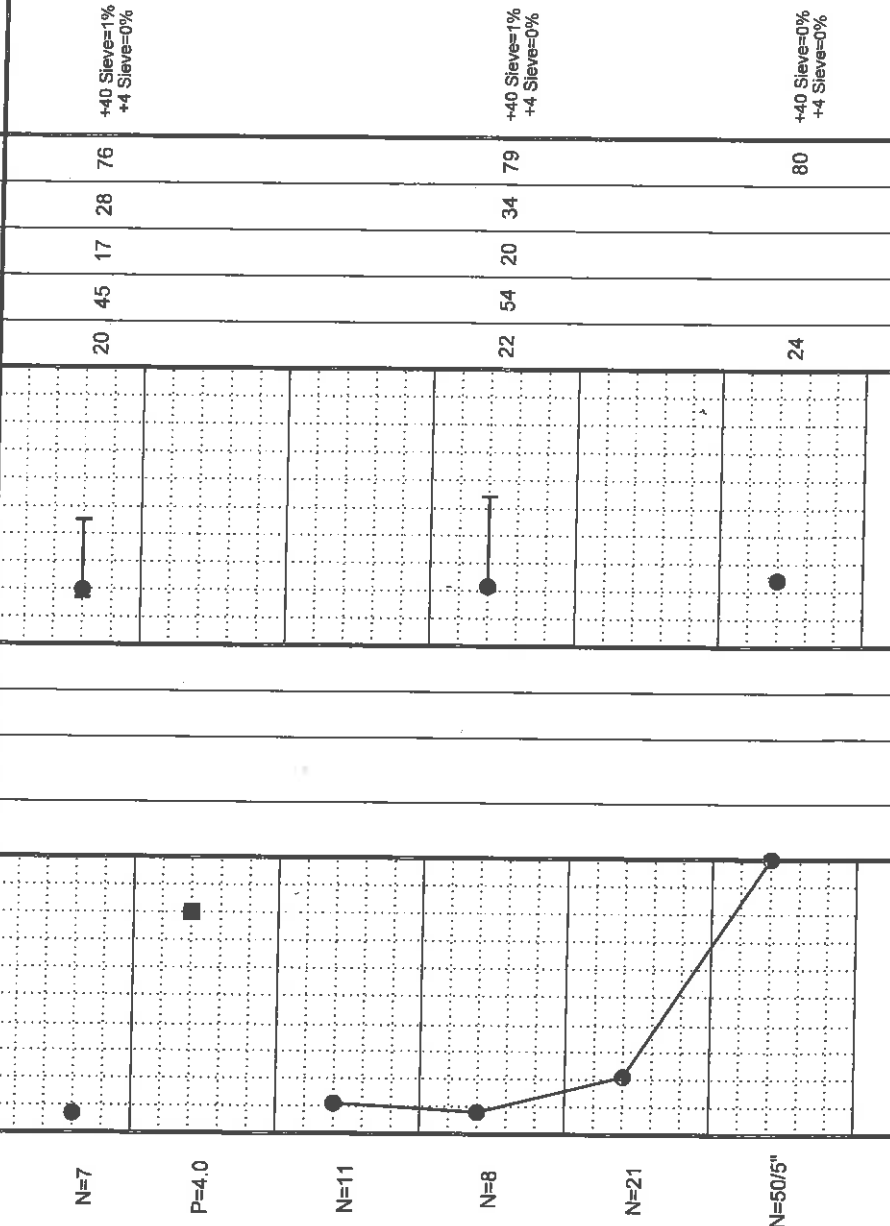 N=7 20 45 17 28 76 +40 Sieve=1%
+4 Sieve=0%
P=4.0
N=11
N=8 22 54 20 34 79 +40 Sieve=1%
+4 Sieve=0%
N=21
N=50/5" 24 80 +40 Sieve=0%
+4 Sieve=0%